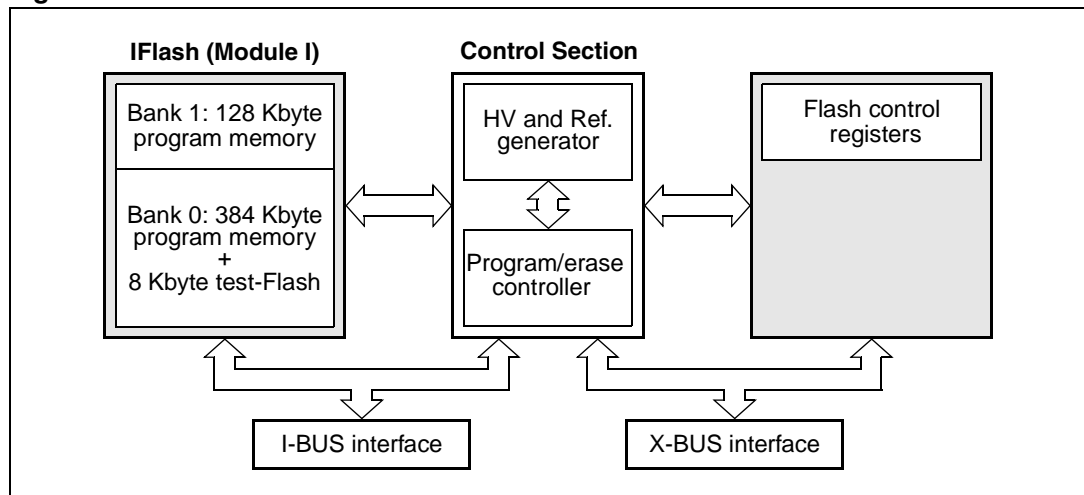 IFlash (Module I)
Bank 1: 128 Kbyte
program memory
Bank 0: 384 Kbyte
program memory
+
8 Kbyte test-Flash
Control Section
HV and Ref.
generator
Program/erase
controller
Flash control
registers
I-BUS interface
X-BUS interface